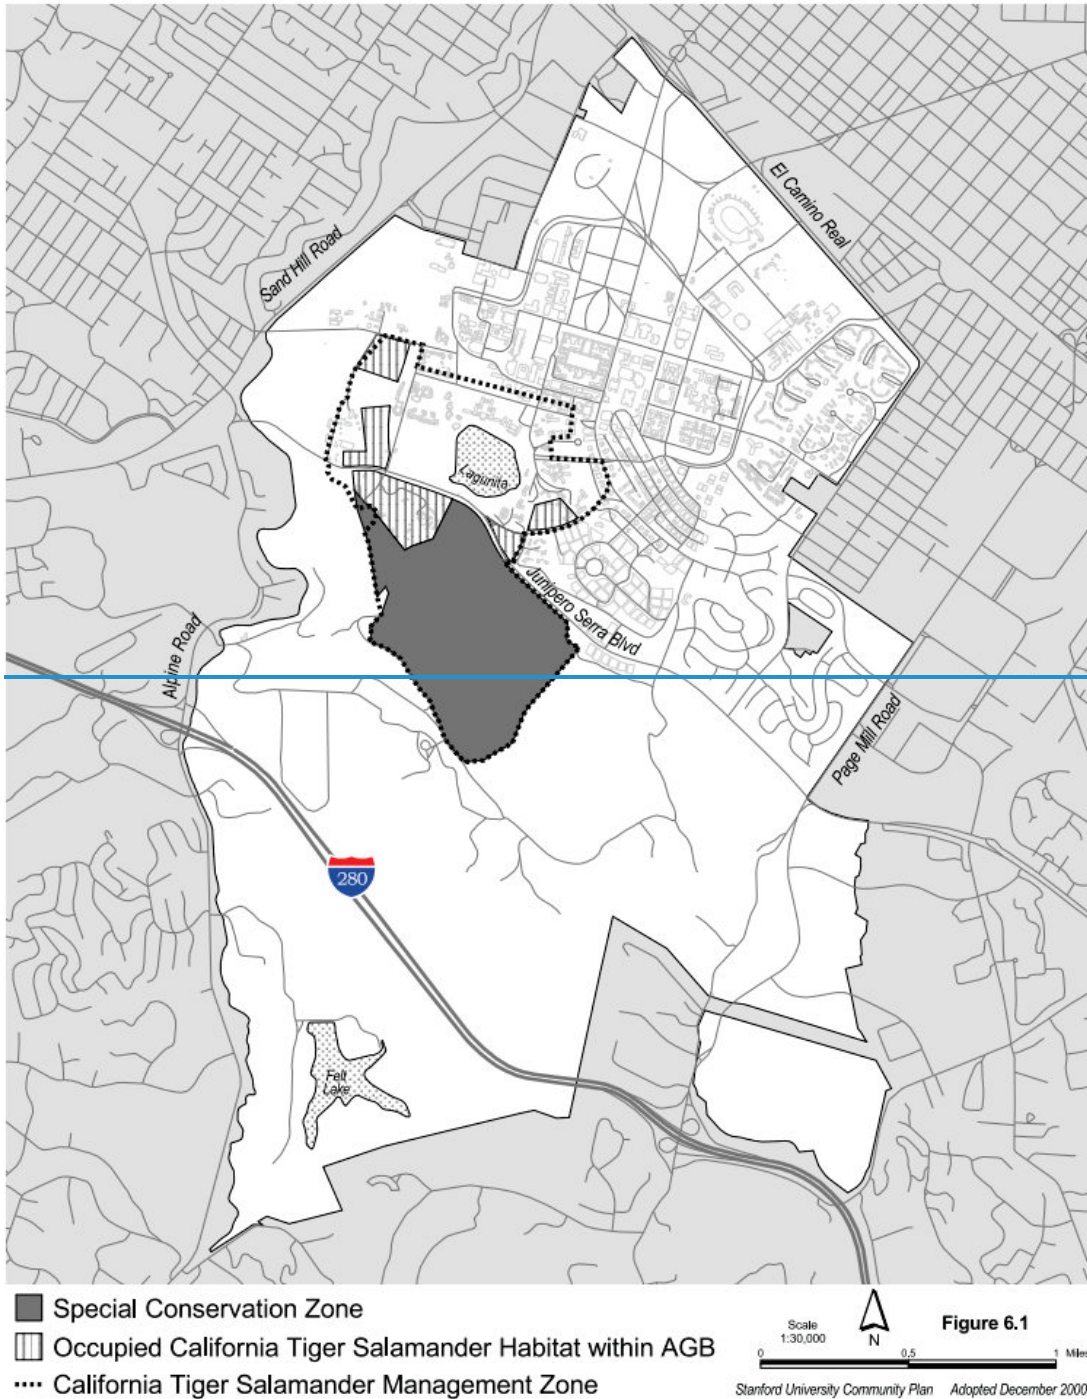 El Camino Real
Sand Hill Road
Lagunita
Junipero Serra Blvd
Alpine Road
Page Mill Road
280
Felt
Lake
Special Conservation Zone
Occupied California Tiger Salamander Habitat within AGB
California Tiger Salamander Management Zone
Scale
1:30,000
N
Figure 6.1
0 0.5 1 Miles
Stanford University Community Plan Adopted December 2000